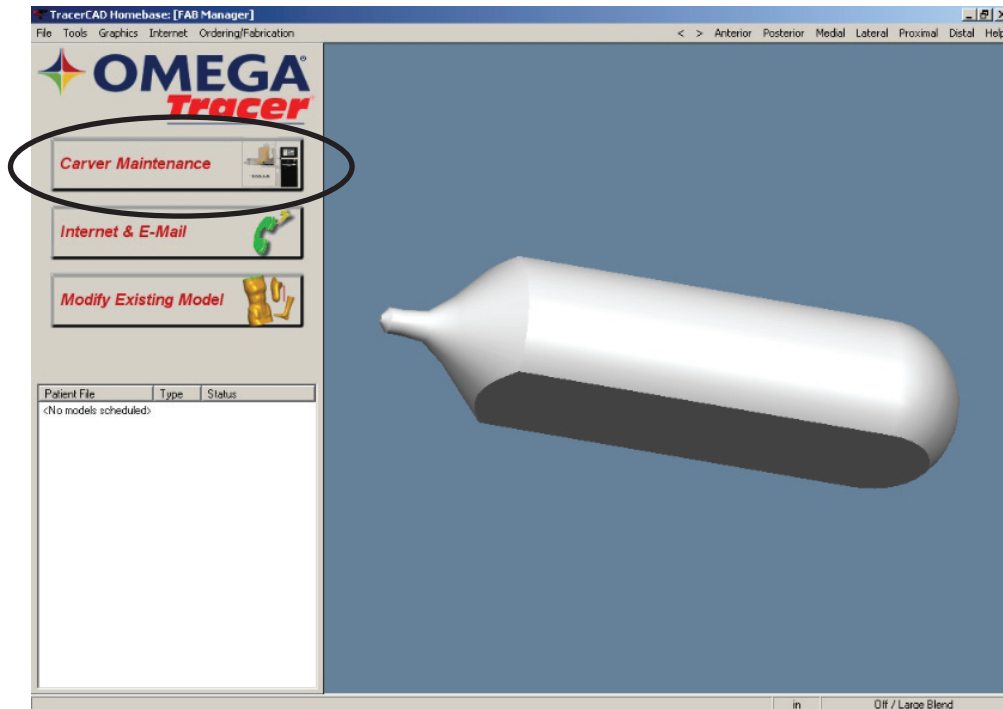 TracerCAD Homebase: [FAB Manager]
File Tools Graphics Internet Ordering/Fabrication < > Anterior Posterior Medial Lateral Proximal Distal Help
OMEGA®
Tracer
Carver Maintenance
Internet & E-Mail
Modify Existing Model
Patient File Type Status
<No models scheduled>
in Off / Large Blend